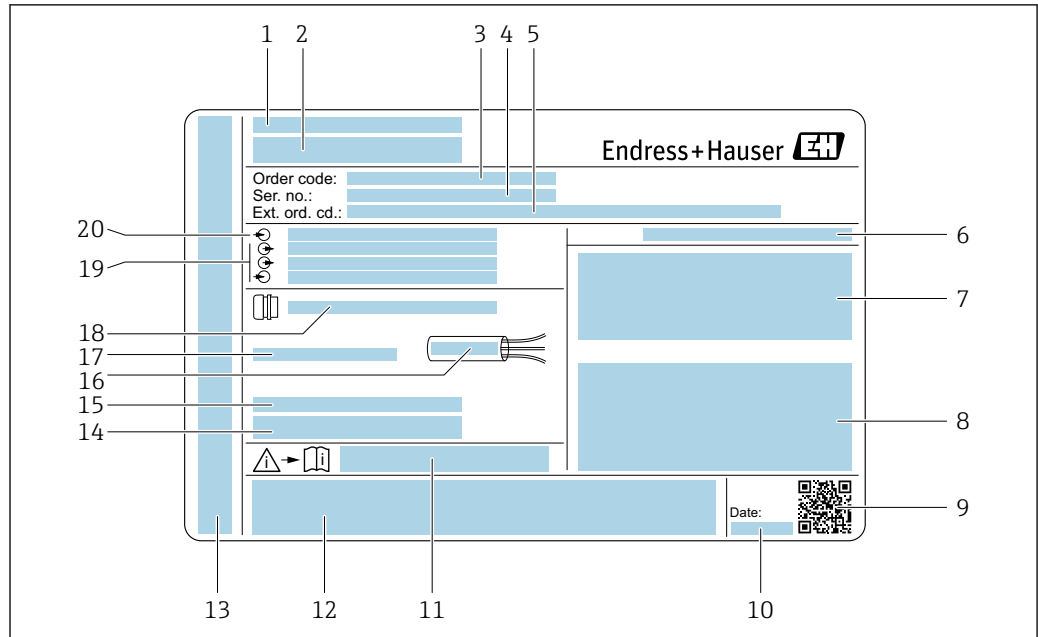 1 2 3 4 5
Endress+Hauser EH
Order code:
Ser. no.:
Ext. ord. cd.:
20
6
19
7
18
17
16
15
14
8
i i
9
Date:
13 12 11 10